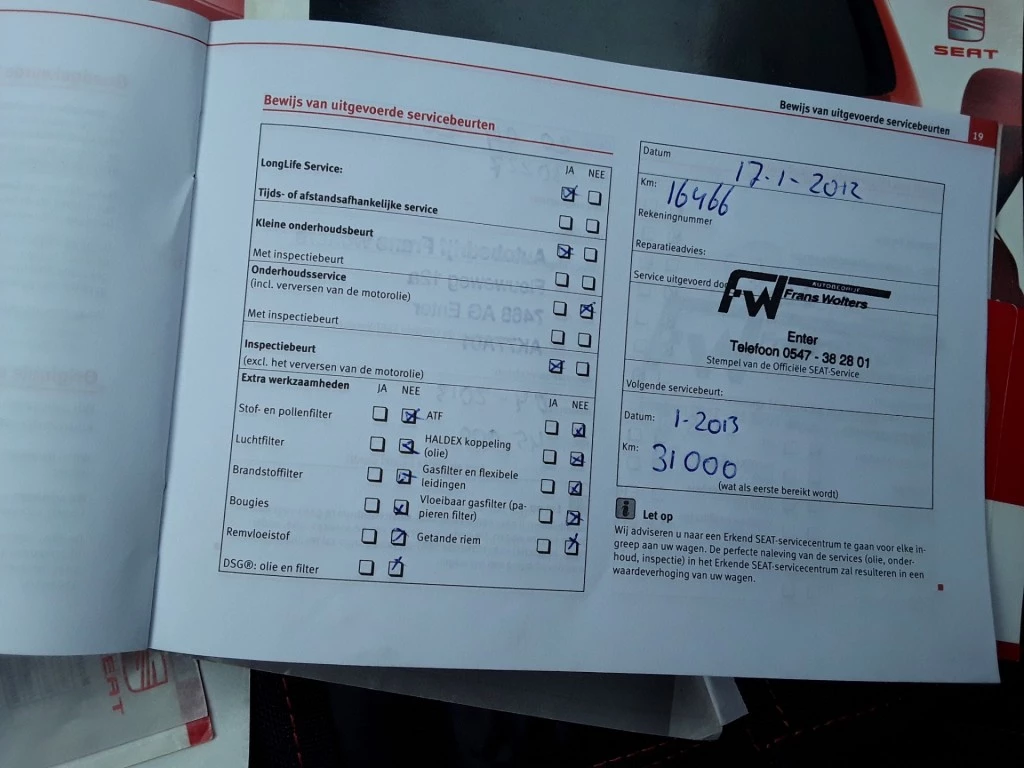 SEAT
Bewijs van uitgevoerde servicebeurten
19
Bewijs van uitgevoerde servicebeurten
JA NEE
LongLife Service:
Tijds- of afstandsafhankelijke service
Kleine onderhoudsbeurt
Met inspectiebeurt
Onderhoudsservice
(incl. verversen van de motorolie)
Met inspectiebeurt
Inspectiebeurt
(excl. het verversen van de motorolie)
Extra werkzaamheden JA NEE JA NEE
Stof- en pollenfilter ATF
Luchtfilter HALDEX koppeling
(olie)
Brandstoffilter Gasfilter en flexibele
leidingen
Bougies Vloeibaar gasfilter (pa-
pieren filter)
Remvloeistof Getande riem
DSG®: olie en filter
Datum 17-1-2012
Km: 16466
Rekeningnummer
Reparatieadvies:
Service uitgevoerd doo
FW AUTOBEDRIJF
Frans Wolters
Enter
Telefoon 0547 - 38 28 01
Stempel van de Officiële SEAT-Service
Volgende servicebeurt:
Datum: 1-2013
Km: 31000
(wat als eerste bereikt wordt)
Let op
Wij adviseren u naar een Erkend SEAT-servicecentrum te gaan voor elke in-
greep aan uw wagen. De perfecte naleving van de services (olie, onder-
houd, inspectie) in het Erkende SEAT-servicecentrum zal resulteren in een
waardeverhoging van uw wagen.
SEAT